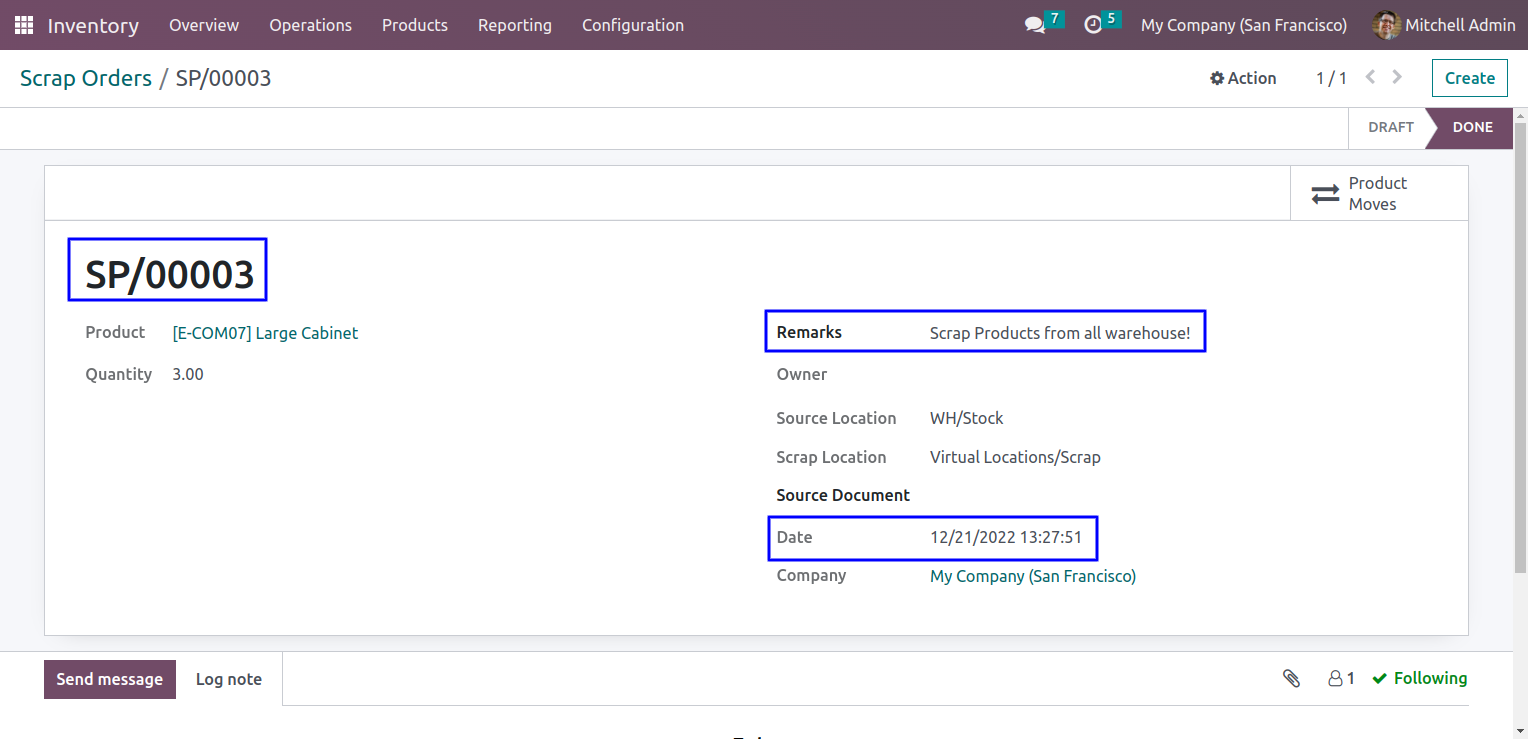 Inventory Overview Operations Products Reporting Configuration 7 5 My Company (San Francisco) Mitchell Admin
Scrap Orders / SP/00003 Action 1 / 1 Create
DRAFT DONE
Product
Moves
SP/00003
Product [E-COM07] Large Cabinet
Quantity 3.00
Remarks Scrap Products from all warehouse!
Owner
Source Location WH/Stock
Scrap Location Virtual Locations/Scrap
Source Document
Date 12/21/2022 13:27:51
Company My Company (San Francisco)
Send message Log note 1 Following